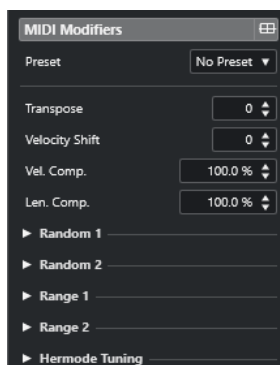 MIDI Modifiers
Preset No Preset
Transpose 0
Velocity Shift 0
Vel. Comp. 100.0 %
Len. Comp. 100.0 %
Random 1
Random 2
Range 1
Range 2
Hermode Tuning